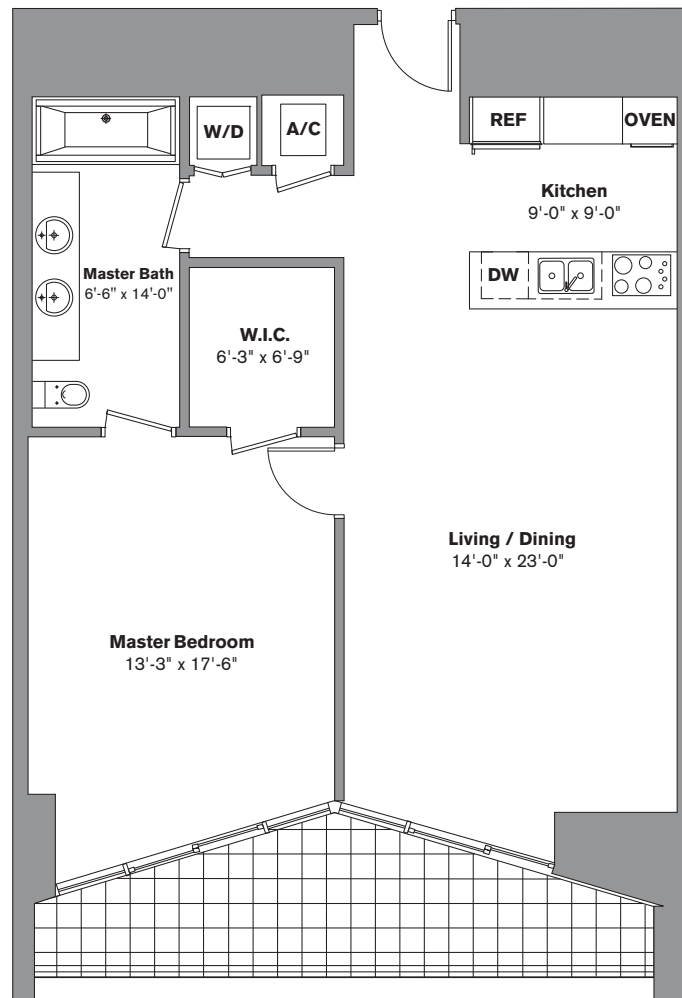 W/D
A/C
REF
OVEN
Kitchen
9'-0" x 9'-0"
Master Bath
6'-6" x 14'-0"
DW
W.I.C.
6'-3" x 6'-9"
Living / Dining
14'-0" x 23'-0"
Master Bedroom
13'-3" x 17'-6"